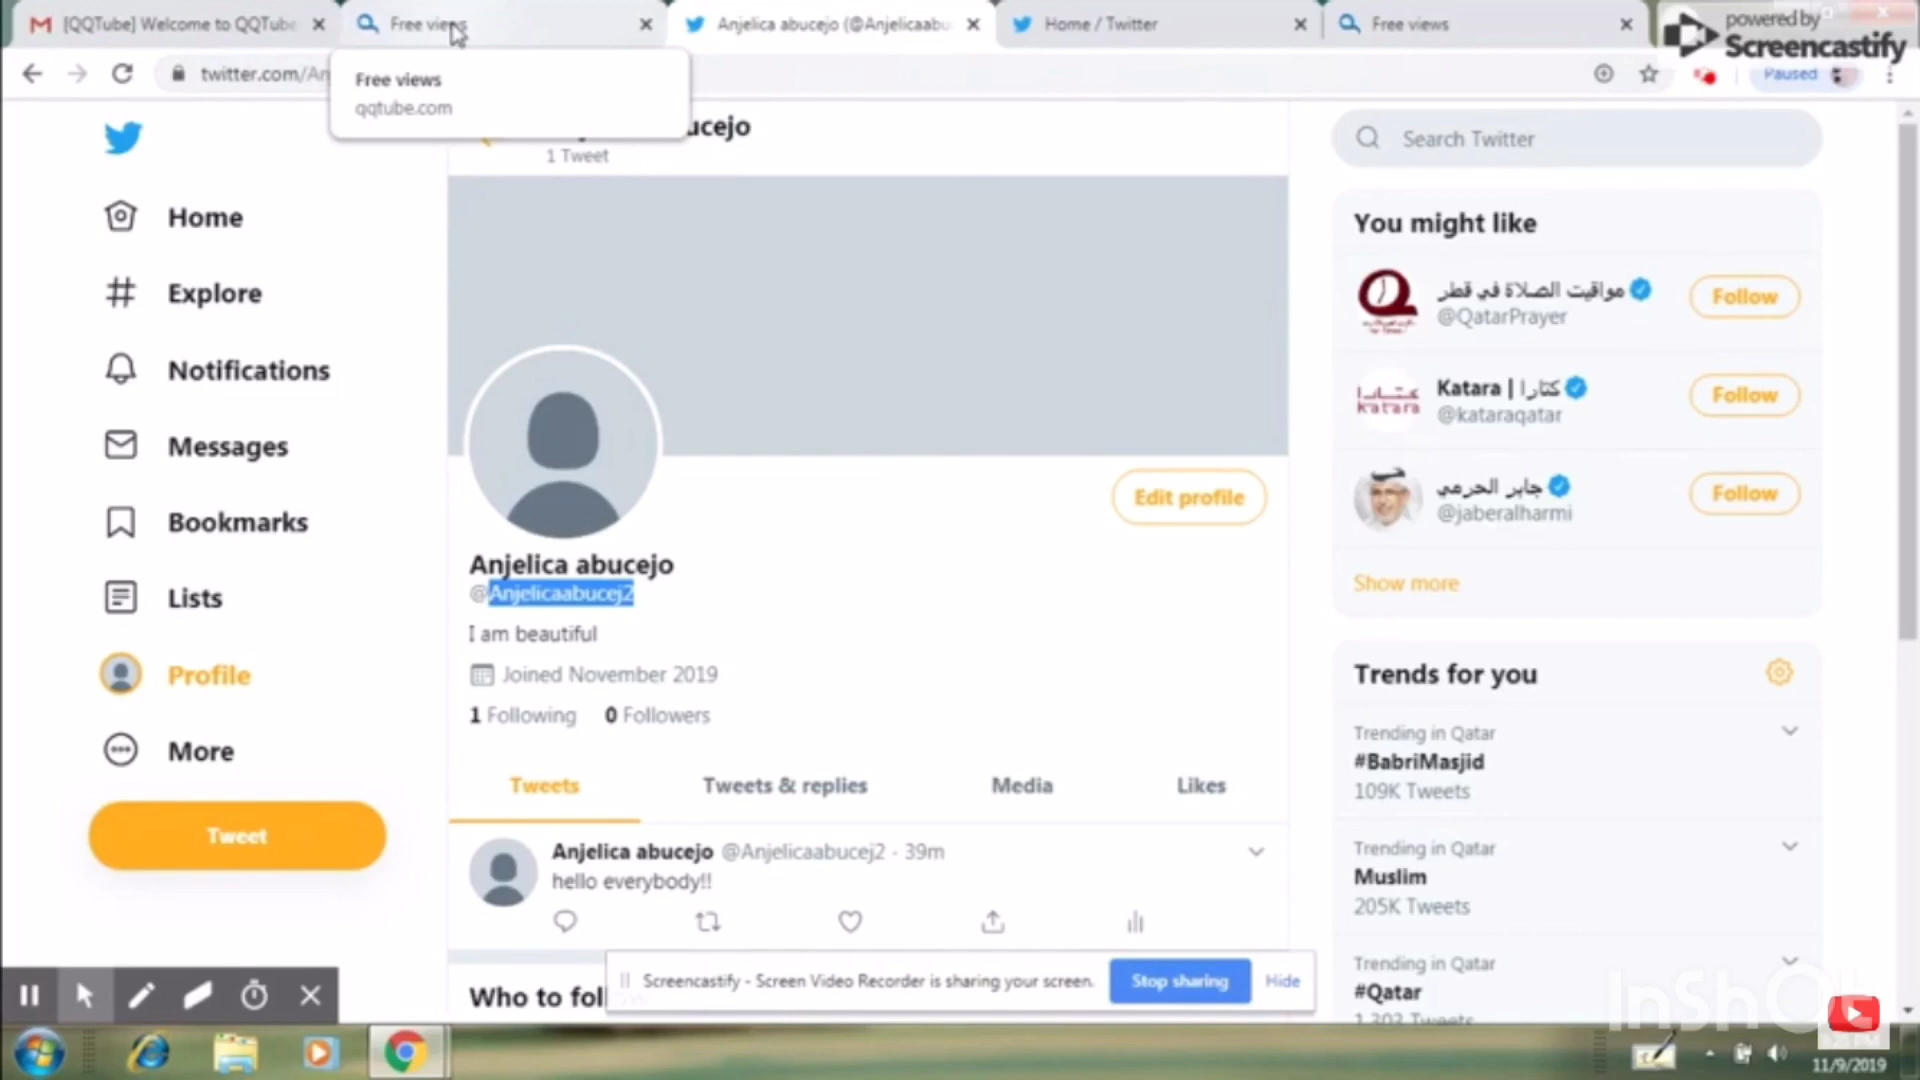 [QQTube] Welcome to QQTube
Free views
Anjelica abucejo (@Anjelicaabu
Home / Twitter
Free views
powered by
Screencastify
twitter.com/An
Paused
Free views
qqtube.com
ucejo
1 Tweet
Search Twitter
Home
Explore
Notifications
Messages
Bookmarks
Lists
Profile
More
Tweet
Edit profile
Anjelica abucejo
@Anjelicaabucej2
I am beautiful
Joined November 2019
1 Following 0 Followers
Tweets
Tweets & replies
Media
Likes
Anjelica abucejo @Anjelicaabucej2 · 39m
hello everybody!!
Who to fol
Screencastify - Screen Video Recorder is sharing your screen.
Stop sharing
Hide
You might like
مواقيت الصلاة في قطر
@QatarPrayer
Follow
Katara | كتارا
@kataraqatar
Follow
جابر الحرمي
@jaberalharmi
Follow
Show more
Trends for you
Trending in Qatar
#BabriMasjid
109K Tweets
Trending in Qatar
Muslim
205K Tweets
Trending in Qatar
#Qatar
1,303 Tweets
InShOt
11/9/2019